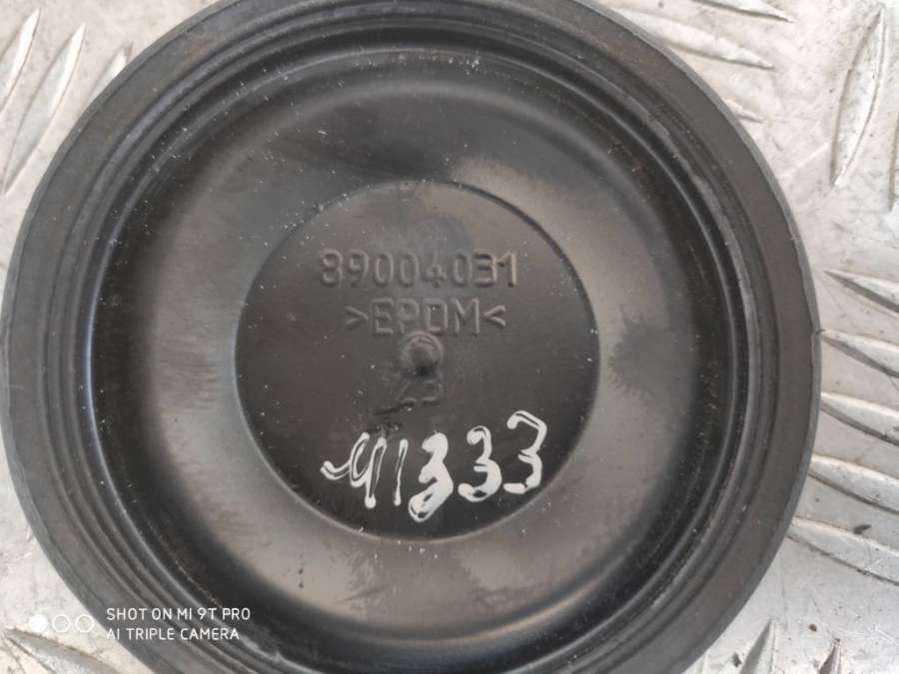 89004031
>EPDM<
41333
SHOT ON MI 9T PRO
AI TRIPLE CAMERA